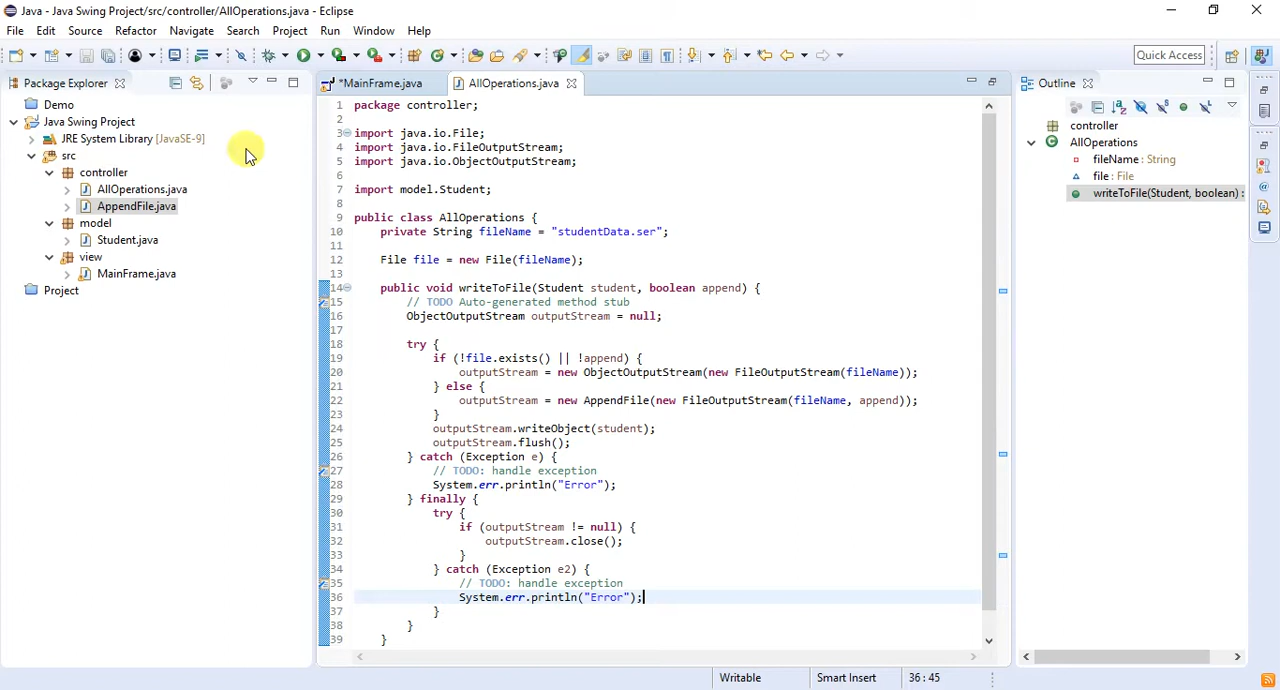 Java - Java Swing Project/src/controller/AllOperations.java - Eclipse
File Edit Source Refactor Navigate Search Project Run Window Help
Quick Access
Package Explorer
*MainFrame.java
AllOperations.java
Outline
Demo
Java Swing Project
JRE System Library [JavaSE-9]
src
controller
AllOperations.java
AppendFile.java
model
Student.java
view
MainFrame.java
Project
1 package controller;
2
3 import java.io.File;
4 import java.io.FileOutputStream;
5 import java.io.ObjectOutputStream;
6
7 import model.Student;
8
9 public class AllOperations {
10 private String fileName = "studentData.ser";
11
12 File file = new File(fileName);
13
14 public void writeToFile(Student student, boolean append) {
15 // TODO Auto-generated method stub
16 ObjectOutputStream outputStream = null;
17
18 try {
19 if (!file.exists() || !append) {
20 outputStream = new ObjectOutputStream(new FileOutputStream(fileName));
21 } else {
22 outputStream = new AppendFile(new FileOutputStream(fileName, append));
23 }
24 outputStream.writeObject(student);
25 outputStream.flush();
26 } catch (Exception e) {
27 // TODO: handle exception
28 System.err.println("Error");
29 } finally {
30 try {
31 if (outputStream != null) {
32 outputStream.close();
33 }
34 } catch (Exception e2) {
35 // TODO: handle exception
36 System.err.println("Error");
37 }
38 }
39 }
controller
AllOperations
fileName : String
file : File
writeToFile(Student, boolean) :
Writable
Smart Insert
36 : 45